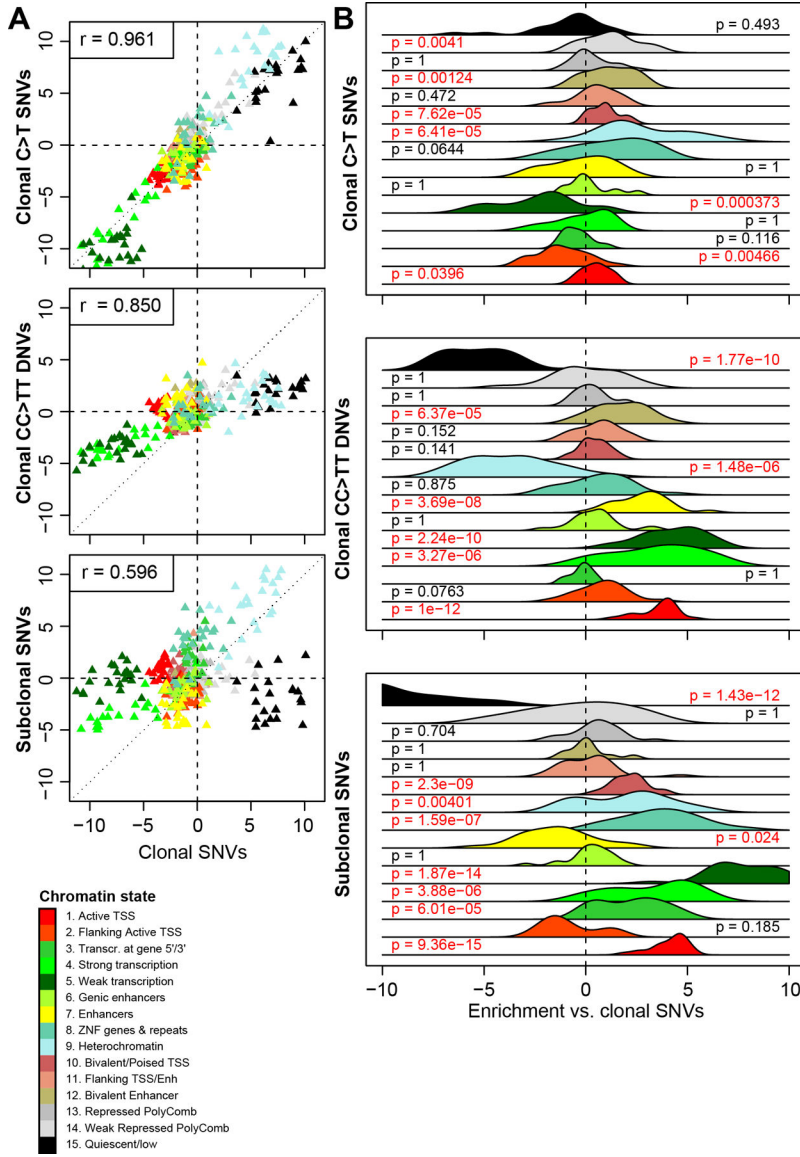 A
r = 0.961
10
5
0
−5
−10
Clonal C>T SNVs
r = 0.850
10
5
0
−5
−10
Clonal CC>TT DNVs
r = 0.596
10
5
0
−5
−10
Subclonal SNVs
−10 −5 0 5 10
Clonal SNVs
Chromatin state
1. Active TSS
2. Flanking Active TSS
3. Transcr. at gene 5'/3'
4. Strong transcription
5. Weak transcription
6. Genic enhancers
7. Enhancers
8. ZNF genes & repeats
9. Heterochromatin
10. Bivalent/Poised TSS
11. Flanking TSS/Enh
12. Bivalent Enhancer
13. Repressed PolyComb
14. Weak Repressed PolyComb
15. Quiescent/low
B
Clonal C>T SNVs
p = 0.493
p = 0.0041
p = 1
p = 0.00124
p = 0.472
p = 7.62e−05
p = 6.41e−05
p = 0.0644
p = 1
p = 1
p = 0.000373
p = 1
p = 0.116
p = 0.00466
p = 0.0396
Clonal CC>TT DNVs
p = 1.77e−10
p = 1
p = 1
p = 6.37e−05
p = 0.152
p = 0.141
p = 1.48e−06
p = 0.875
p = 3.69e−08
p = 1
p = 2.24e−10
p = 3.27e−06
p = 1
p = 0.0763
p = 1e−12
Subclonal SNVs
p = 1.43e−12
p = 1
p = 0.704
p = 1
p = 1
p = 2.3e−09
p = 0.00401
p = 1.59e−07
p = 0.024
p = 1
p = 1.87e−14
p = 3.88e−06
p = 6.01e−05
p = 0.185
p = 9.36e−15
−10 −5 0 5 10
Enrichment vs. clonal SNVs